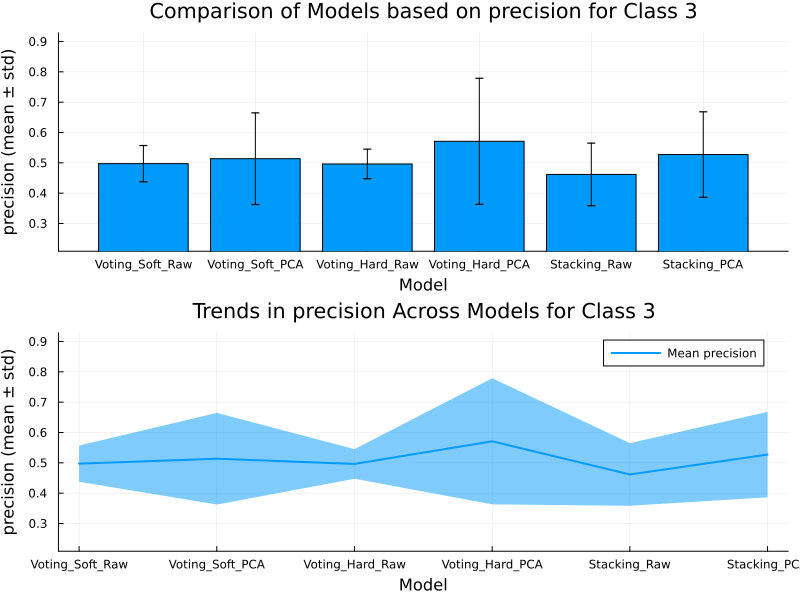 Comparison of Models based on precision for Class 3
precision (mean ± std)
0.9
0.8
0.7
0.6
0.5
0.4
0.3
Voting_Soft_Raw Voting_Soft_PCA Voting_Hard_Raw Voting_Hard_PCA Stacking_Raw Stacking_PCA
Model
Trends in precision Across Models for Class 3
precision (mean ± std)
0.9
Mean precision
0.8
0.7
0.6
0.5
0.4
0.3
Voting_Soft_Raw Voting_Soft_PCA Voting_Hard_Raw Voting_Hard_PCA Stacking_Raw Stacking_PC
Model